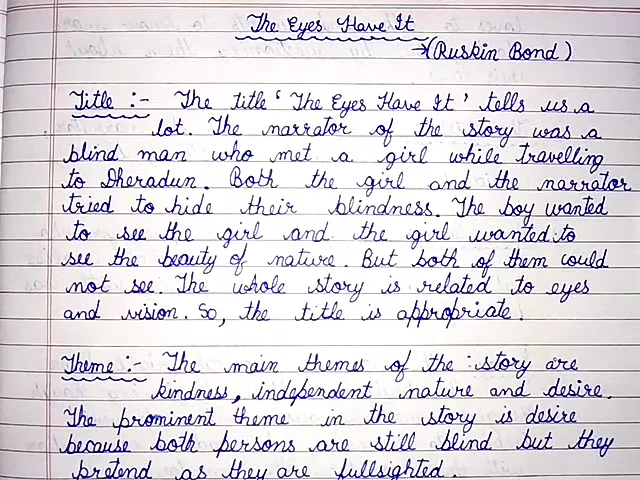 The Eyes Have It
→(Ruskin Bond)
Title :- The title 'The Eyes Have It' tells us a
lot. The narrator of the story was a
blind man who met a girl while travelling
to Dheradun. Both the girl and the narrator
tried to hide their blindness. The boy wanted
to see the girl and the girl wanted to
see the beauty of nature. But both of them could
not see. The whole story is related to eyes
and vision. So, the title is appropriate.
Theme :- The main themes of the story are
kindness, independent nature and desire.
The prominent theme in the story is desire
because both persons are still blind but they
pretend as they are fullsighted.